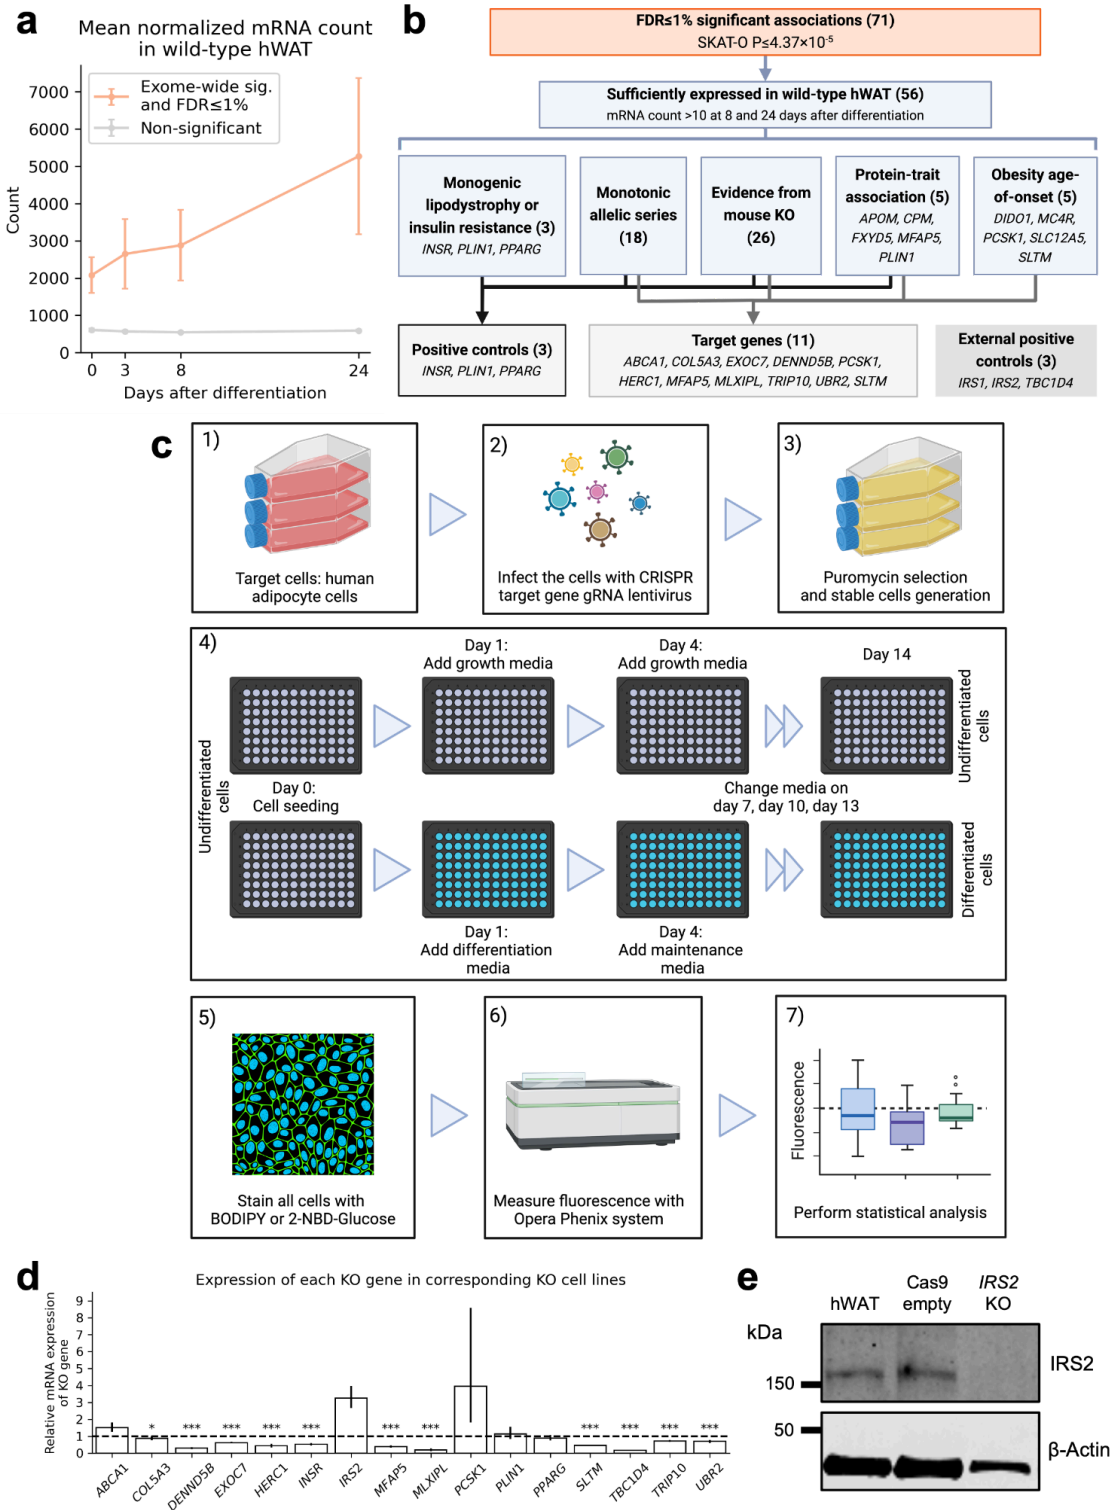 a
Mean normalized mRNA count
in wild-type hWAT
Exome-wide sig.
and FDR≤1%
Non-significant
Count
7000
6000
5000
4000
3000
2000
1000
0
0 3 8 24
Days after differentiation
b
FDR≤1% significant associations (71)
SKAT-O P≤4.37×10⁻⁵
Sufficiently expressed in wild-type hWAT (56)
mRNA count >10 at 8 and 24 days after differentiation
Monogenic
lipodystrophy or
insulin resistance (3)
INSR, PLIN1, PPARG
Monotonic
allelic series
(18)
Evidence from
mouse KO
(26)
Protein-trait
association (5)
APOM, CPM,
FXYD5, MFAP5,
PLIN1
Obesity age-
of-onset (5)
DIDO1, MC4R,
PCSK1, SLC12A5,
SLTM
Positive controls (3)
INSR, PLIN1, PPARG
Target genes (11)
ABCA1, COL5A3, EXOC7, DENND5B, PCSK1,
HERC1, MFAP5, MLXIPL, TRIP10, UBR2, SLTM
External positive
controls (3)
IRS1, IRS2, TBC1D4
c
1)
Target cells: human
adipocyte cells
2)
Infect the cells with CRISPR
target gene gRNA lentivirus
3)
Puromycin selection
and stable cells generation
4)
Undifferentiated
cells
Day 1:
Add growth media
Day 4:
Add growth media
Day 14
Undifferentiated
cells
Day 0:
Cell seeding
Change media on
day 7, day 10, day 13
Day 1:
Add differentiation
media
Day 4:
Add maintenance
media
Differentiated
cells
5)
Stain all cells with
BODIPY or 2-NBD-Glucose
6)
Measure fluorescence with
Opera Phenix system
7)
Fluorescence
Perform statistical analysis
d
Expression of each KO gene in corresponding KO cell lines
Relative mRNA expression
of KO gene
9
8
7
6
5
4
3
2
1
0
* *** *** *** *** *** *** *** *** *** ***
ABCA1 COL5A3 DENND5B EXOC7 HERC1 INSR IRS2 MFAP5 MLXIPL PCSK1 PLIN1 PPARG SLTM TBC1D4 TRIP10 UBR2
e
hWAT
Cas9
empty
IRS2
KO
kDa
150
IRS2
50
β-Actin